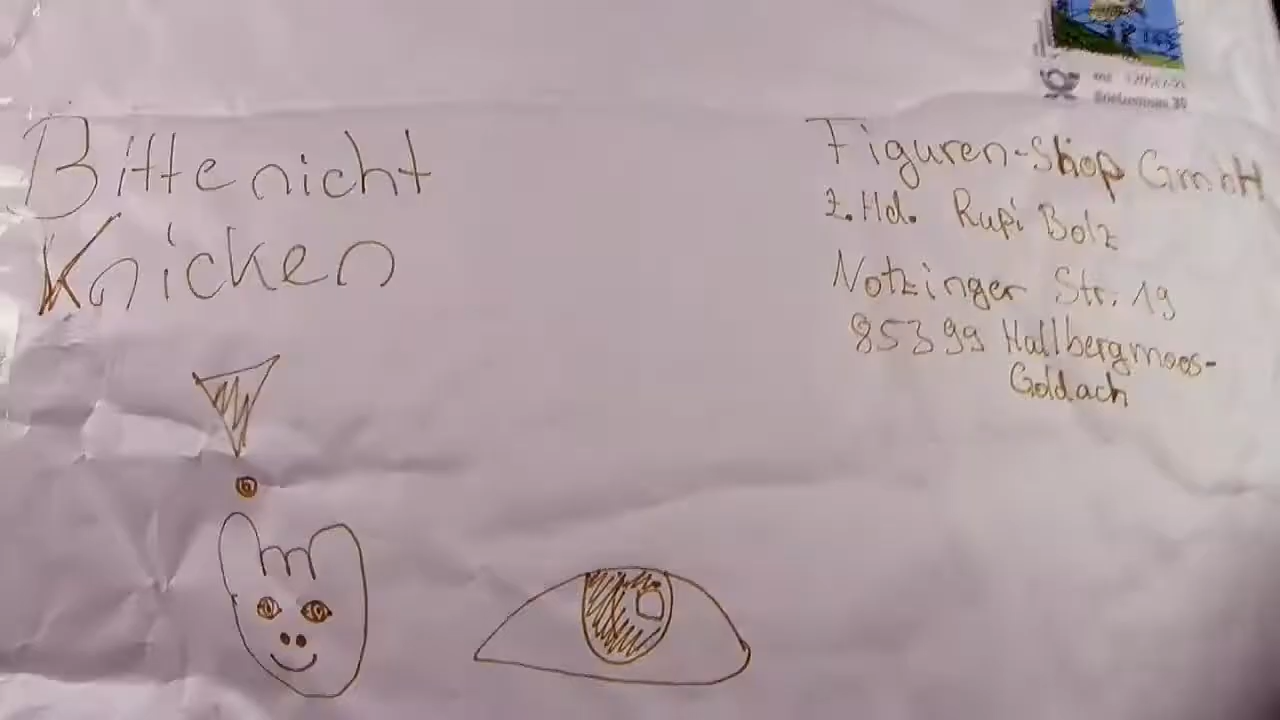 Bitte nicht
Knicken
Figuren-Shop GmbH
z.Hd. Rupi Bolz
Notzinger Str. 19
85399 Hallbergmoos-
Goldach